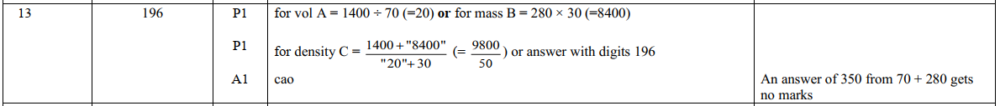 13 196 P1 for vol A = 1400 ÷ 70 (=20) or for mass B = 280 × 30 (=8400)
P1 for density C = 1400 + "8400" / "20"+ 30 (= 9800 / 50 ) or answer with digits 196
A1 cao An answer of 350 from 70 + 280 gets
no marks